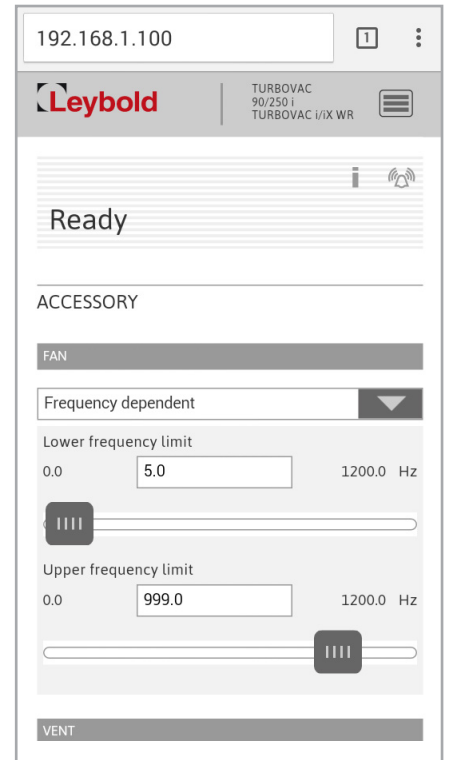 192.168.1.100
1
Leybold
TURBOVAC
90/250 i
TURBOVAC i/iX WR
i
Ready
ACCESSORY
FAN
Frequency dependent
Lower frequency limit
0.0 5.0 1200.0 Hz
Upper frequency limit
0.0 999.0 1200.0 Hz
VENT